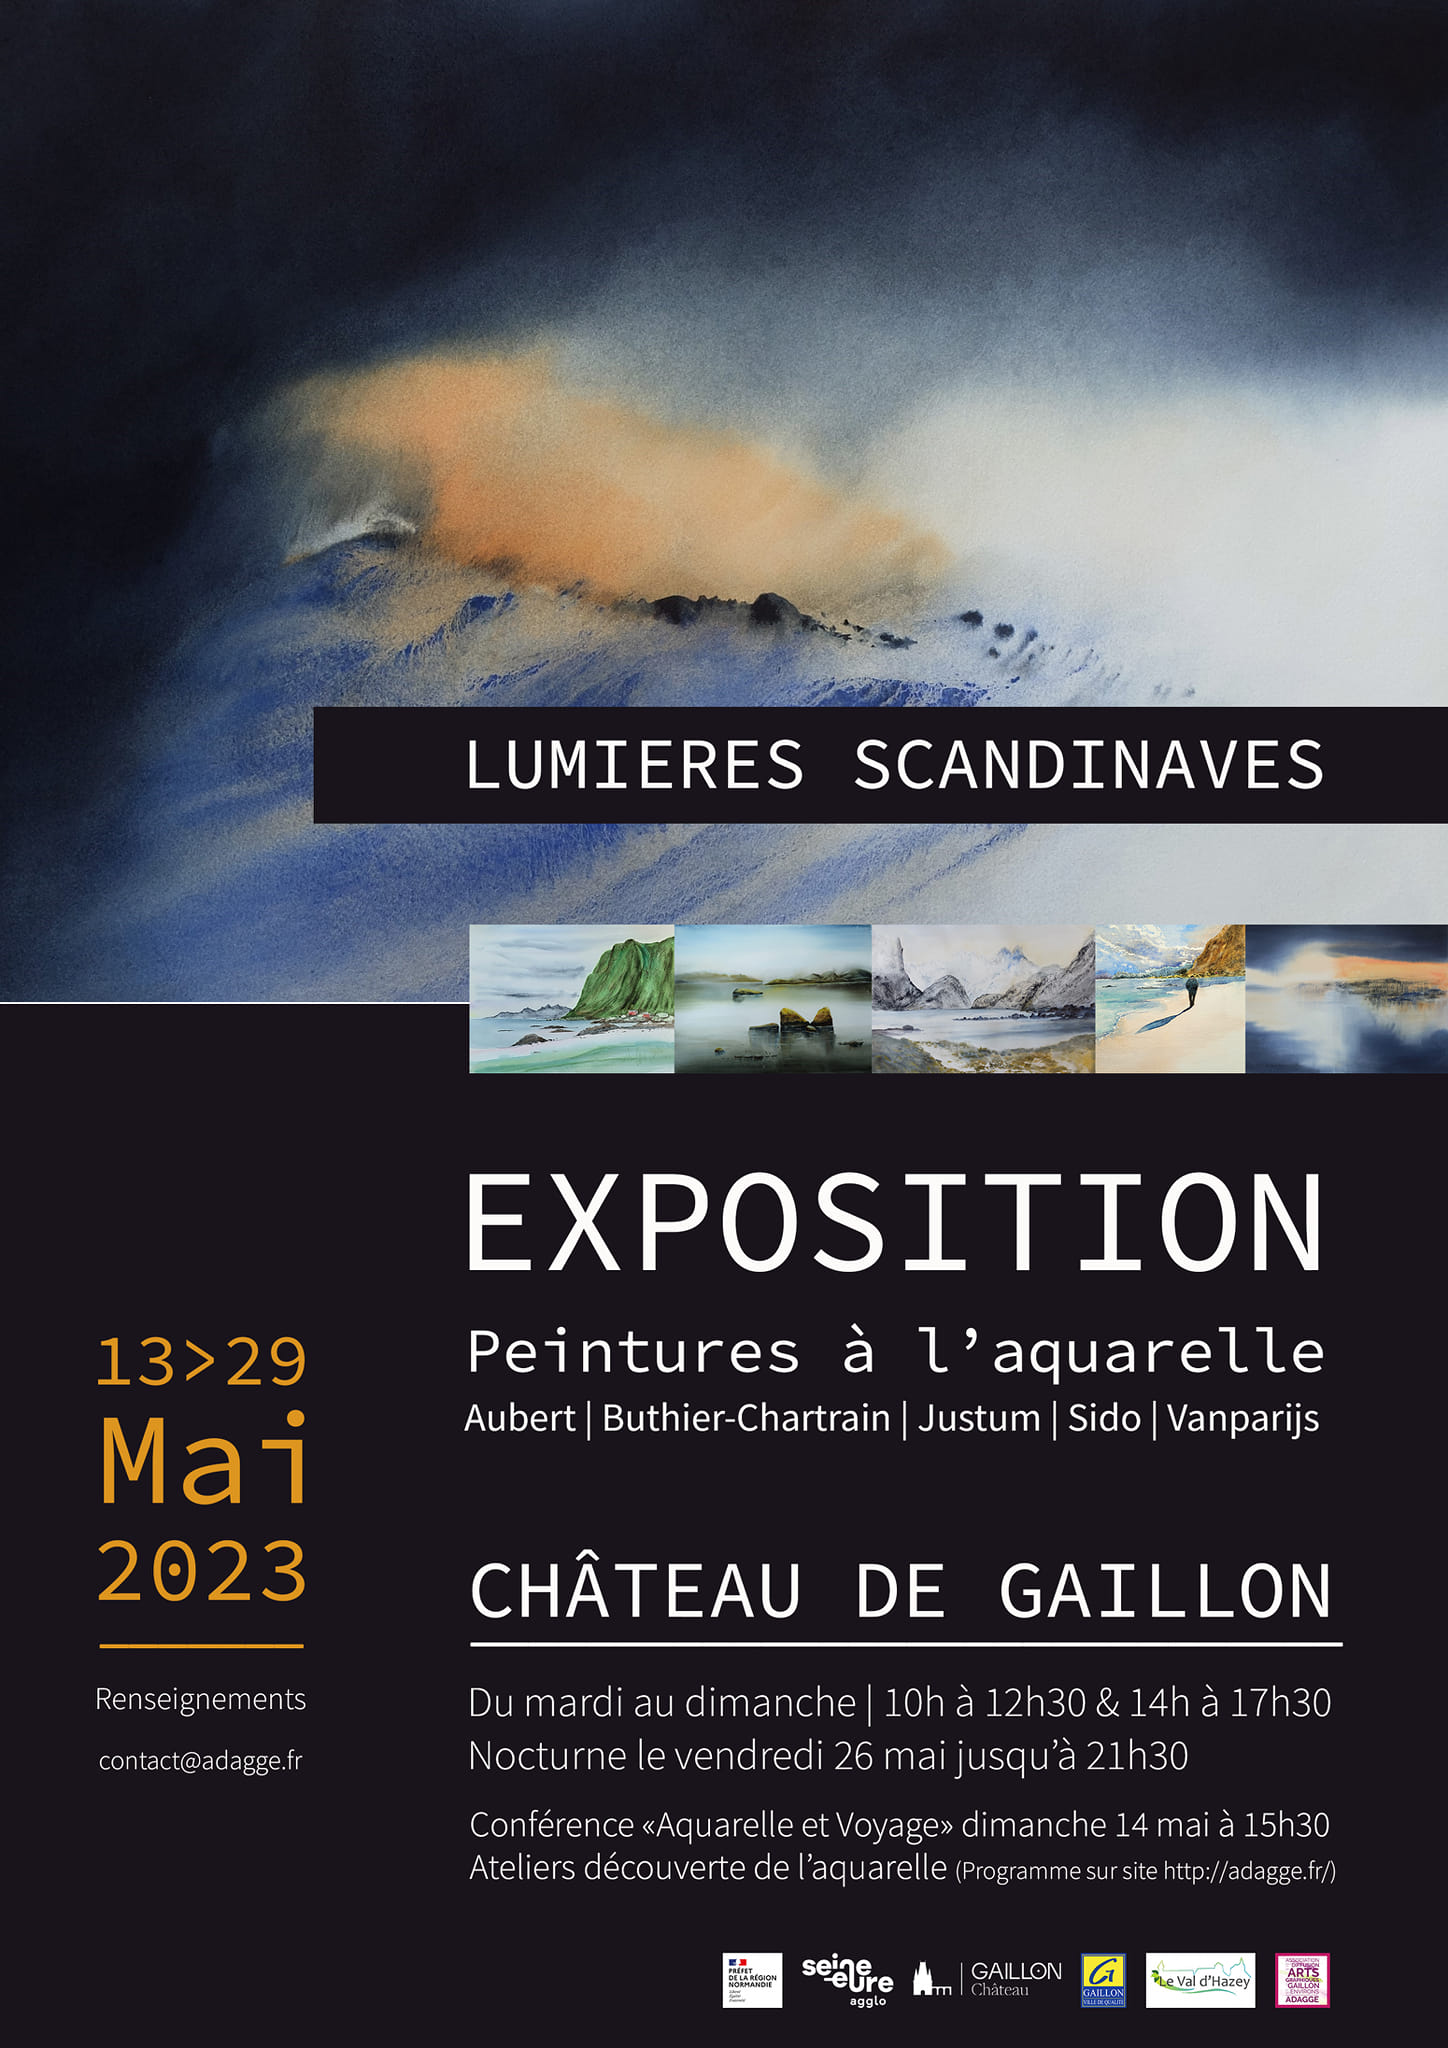 LUMIERES SCANDINAVES
EXPOSITION
Peintures à l'aquarelle
Aubert | Buthier-Chartrain | Justum | Sido | Vanparijs
13>29
Mai
2023
Renseignements
contact@adagge.fr
CHÂTEAU DE GAILLON
Du mardi au dimanche | 10h à 12h30 & 14h à 17h30
Nocturne le vendredi 26 mai jusqu'à 21h30
Conférence «Aquarelle et Voyage» dimanche 14 mai à 15h30
Ateliers découverte de l'aquarelle (Programme sur site http://adagge.fr/)
PRÉFET
DE LA RÉGION
NORMANDIE
Liberté
Égalité
Fraternité
seine
-eure
agglo
GAILLON
Château
G
GAILLON
VILLE DE QUALITÉ
Le Val d'Hazey
ASSOCIATION
DIFFUSION
ARTS
GRAPHIQUES
GAILLON
ENVIRONS
ADAGGE